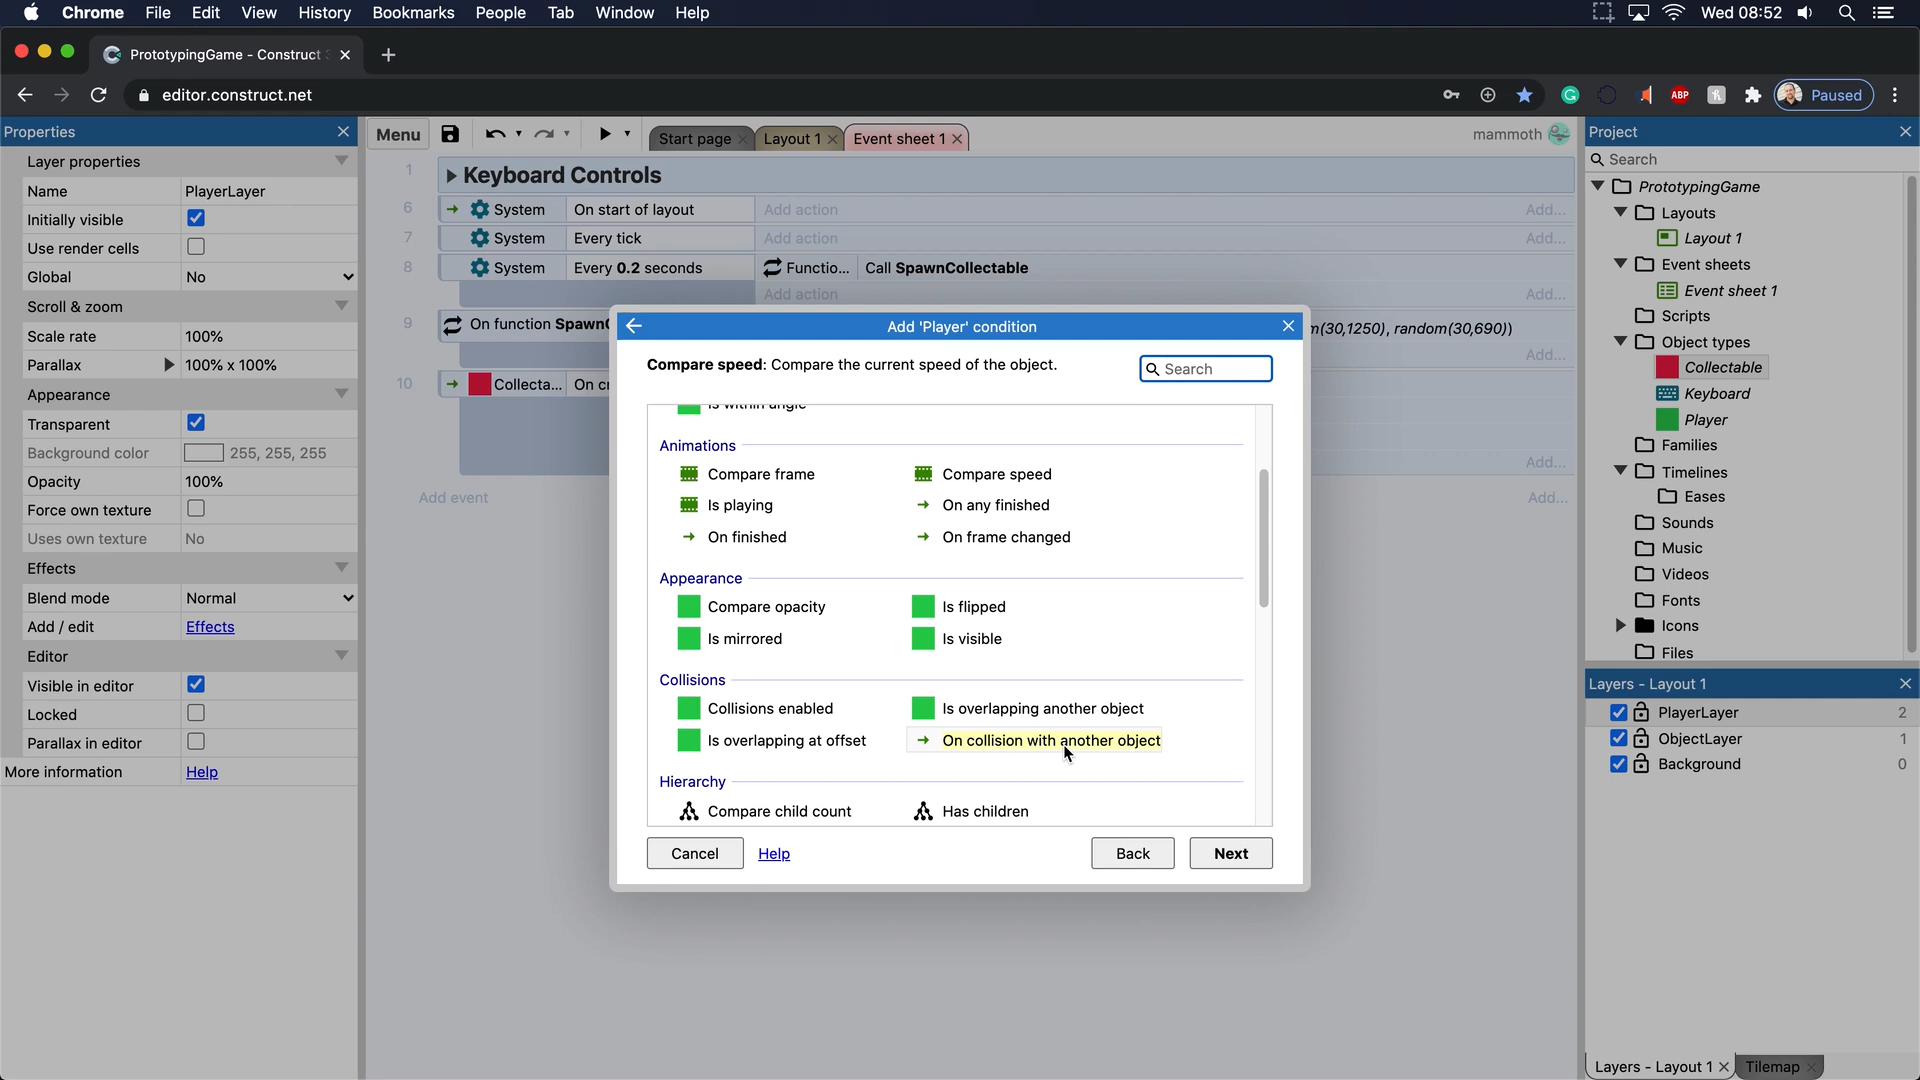 Chrome File Edit View History Bookmarks People Tab Window Help Wed 08:52
PrototypingGame - Construct 3
editor.construct.net ABP Paused
Properties
Layer properties
Name PlayerLayer
Initially visible
Use render cells
Global No
Scroll & zoom
Scale rate 100%
Parallax 100% x 100%
Appearance
Transparent
Background color 255, 255, 255
Opacity 100%
Force own texture
Uses own texture No
Effects
Blend mode Normal
Add / edit Effects
Editor
Visible in editor
Locked
Parallax in editor
More information Help
Menu Start page Layout 1 Event sheet 1 mammoth
1 Keyboard Controls
6 System On start of layout Add action Add...
7 System Every tick Add action Add...
8 System Every 0.2 seconds Functio... Call SpawnCollectable
Add action Add...
9 On function Spawn (30,1250), random(30,690))
Add...
10 Collecta... On c
Add...
Add event Add...
Add 'Player' condition
Compare speed: Compare the current speed of the object.
Search
Is within angle
Animations
Compare frame Compare speed
Is playing On any finished
On finished On frame changed
Appearance
Compare opacity Is flipped
Is mirrored Is visible
Collisions
Collisions enabled Is overlapping another object
Is overlapping at offset On collision with another object
Hierarchy
Compare child count Has children
Cancel Help Back Next
Project
Search
PrototypingGame
Layouts
Layout 1
Event sheets
Event sheet 1
Scripts
Object types
Collectable
Keyboard
Player
Families
Timelines
Eases
Sounds
Music
Videos
Fonts
Icons
Files
Layers - Layout 1
PlayerLayer 2
ObjectLayer 1
Background 0
Layers - Layout 1 Tilemap